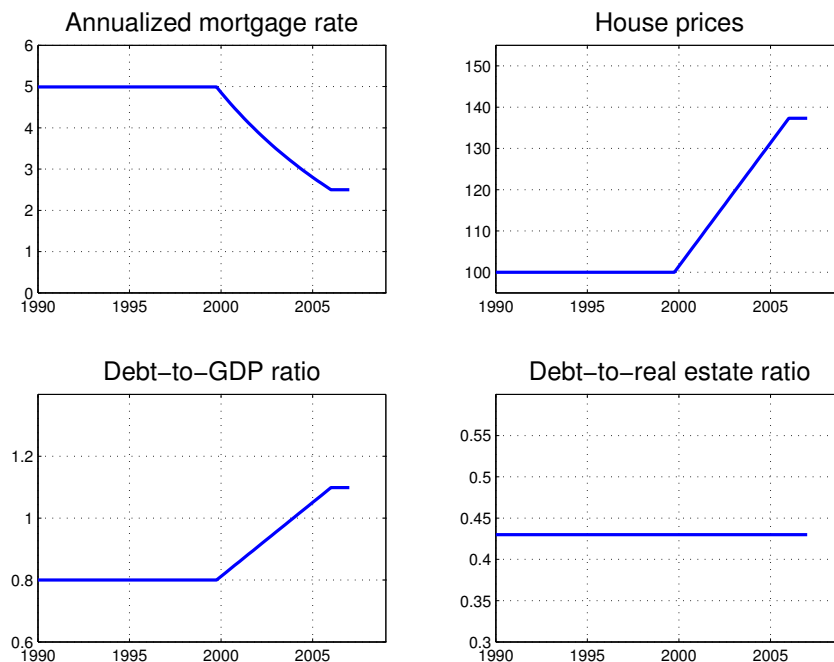 Annualized mortgage rate
6
5
4
3
2
1
0
1990 1995 2000 2005
House prices
150
140
130
120
110
100
1990 1995 2000 2005
Debt−to−GDP ratio
1.2
1
0.8
0.6
1990 1995 2000 2005
Debt−to−real estate ratio
0.55
0.5
0.45
0.4
0.35
0.3
1990 1995 2000 2005